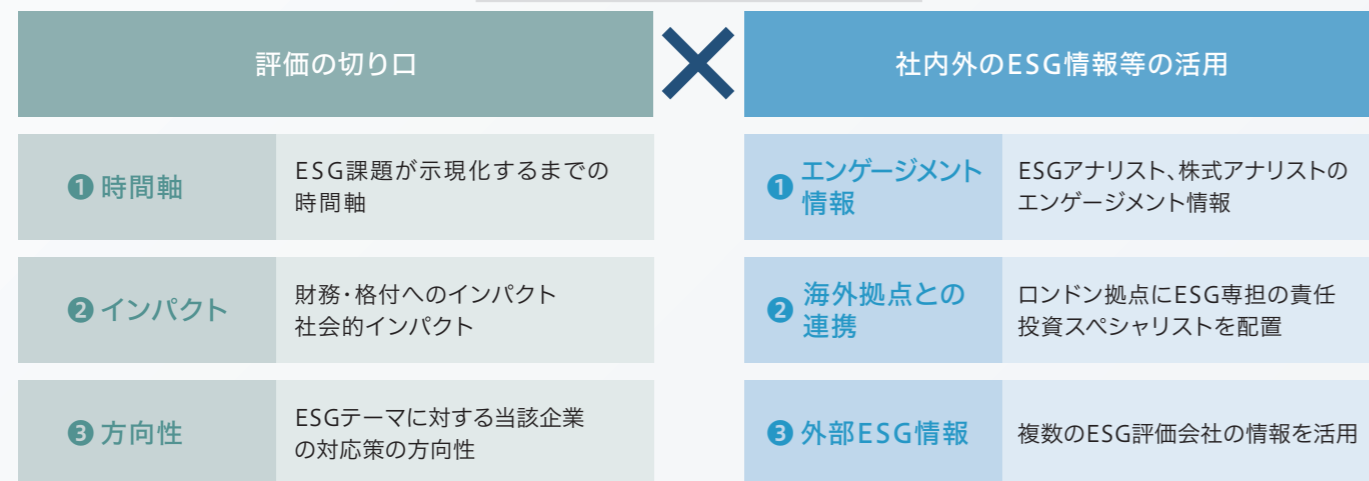 評価の切り口
❶時間軸
ESG課題が示現化するまでの
時間軸
❷インパクト
財務・格付へのインパクト
社会的インパクト
❸方向性
ESGテーマに対する当該企業
の対応策の方向性
×
社内外のESG情報等の活用
❶エンゲージメント
情報
ESGアナリスト、株式アナリストの
エンゲージメント情報
❷海外拠点との
連携
ロンドン拠点にESG専担の責任
投資スペシャリストを配置
❸外部ESG情報
複数のESG評価会社の情報を活用